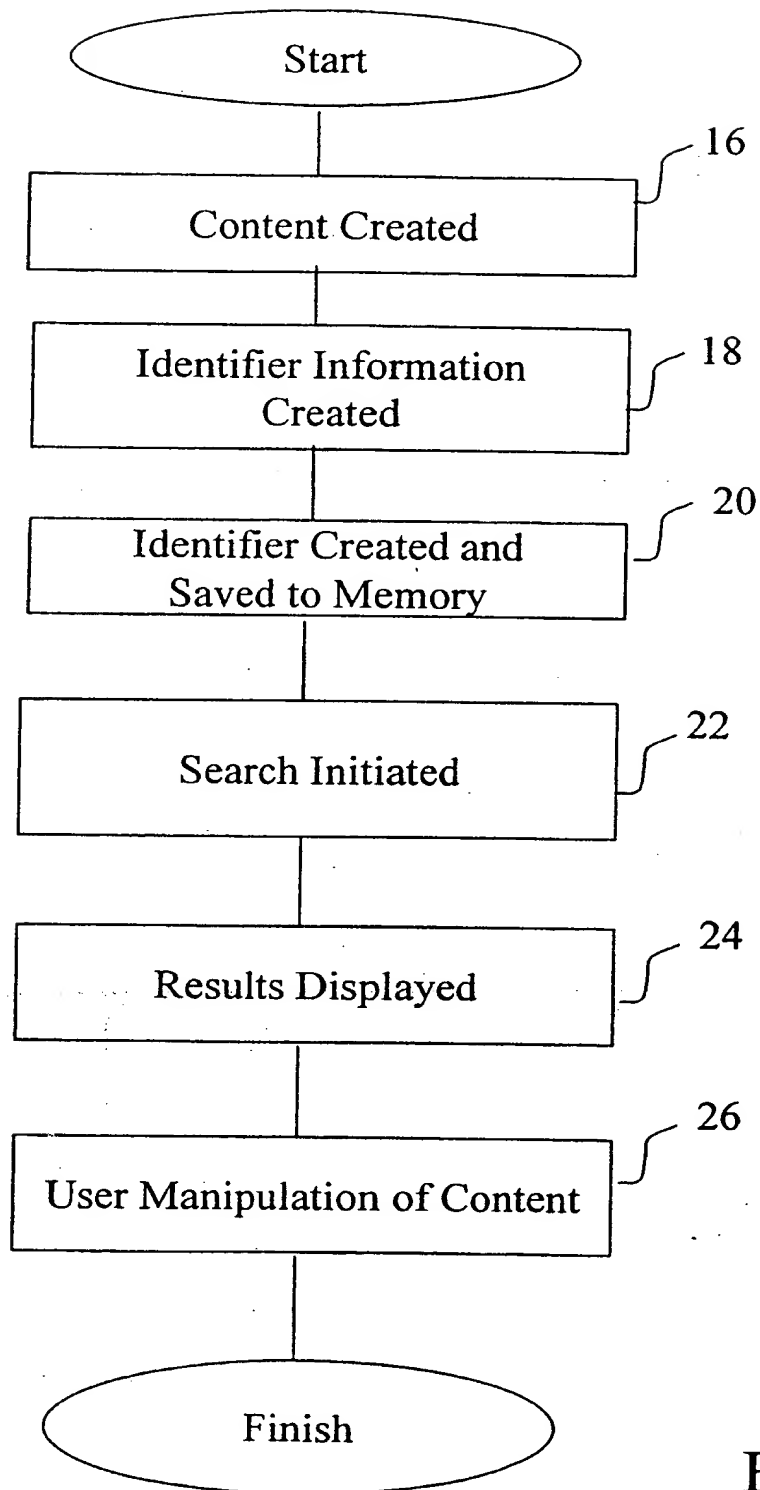 Start
16
Content Created
18
Identifier Information
Created
20
Identifier Created and
Saved to Memory
22
Search Initiated
24
Results Displayed
26
User Manipulation of Content
Finish